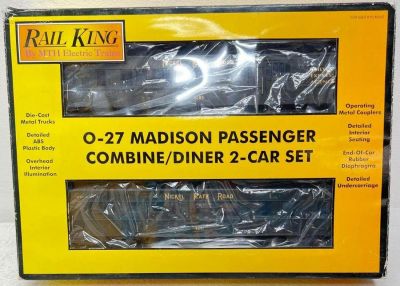 RAIL KING
By MTH Electric Trains
Die-Cast
Metal Trucks
Detailed
ABS
Plastic Body
Overhead
Interior
Illumination
Operating
Metal Couplers
Detailed
Interior
Seating
End-Of-Car
Rubber
Diaphragms
Detailed
Undercarriage
O-27 MADISON PASSENGER
COMBINE/DINER 2-CAR SET
NICKEL PLATE ROAD